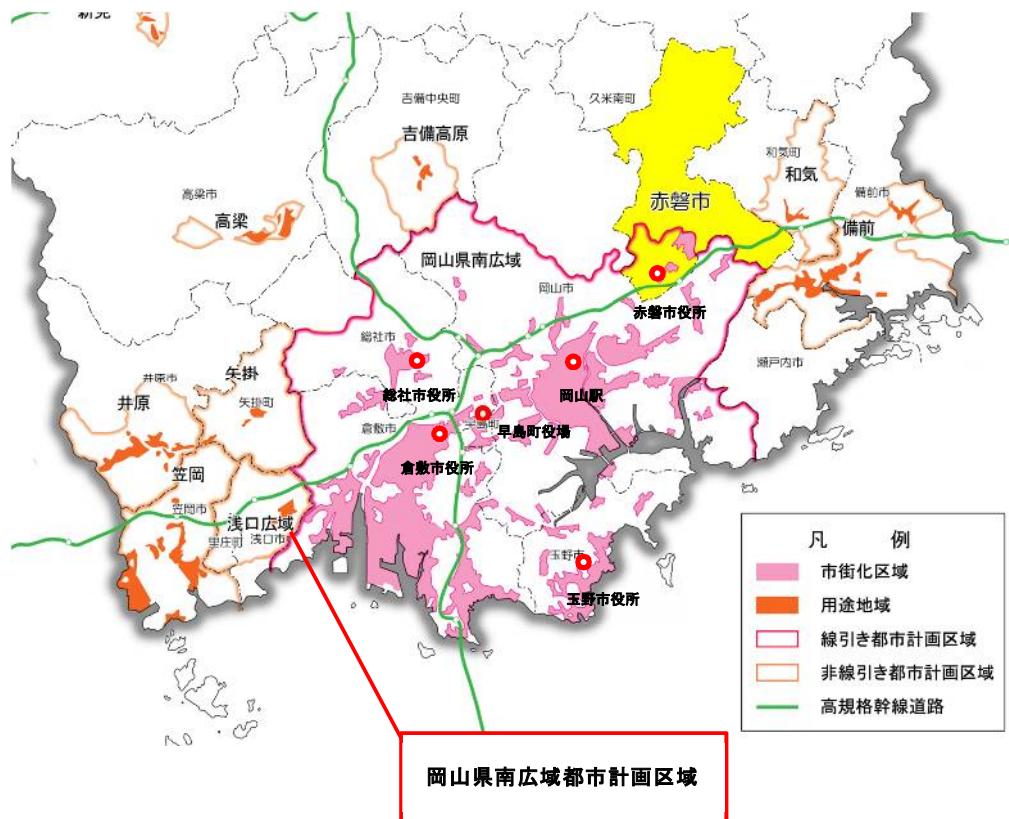 新見
吉備中央町
吉備高原
久米南町
和気町
和気
備前市
備前
赤磐市
高梁市
高梁
岡山県南広域
岡山市
赤磐市役所
瀬戸内市
総社市
総社市役所
岡山駅
矢掛
矢掛町
井原市
井原
倉敷市
早島町
早島町役場
倉敷市役所
笠岡
笠岡市
浅口広域
里庄町
浅口市
玉野市
玉野市役所
凡例
市街化区域
用途地域
線引き都市計画区域
非線引き都市計画区域
高規格幹線道路
岡山県南広域都市計画区域